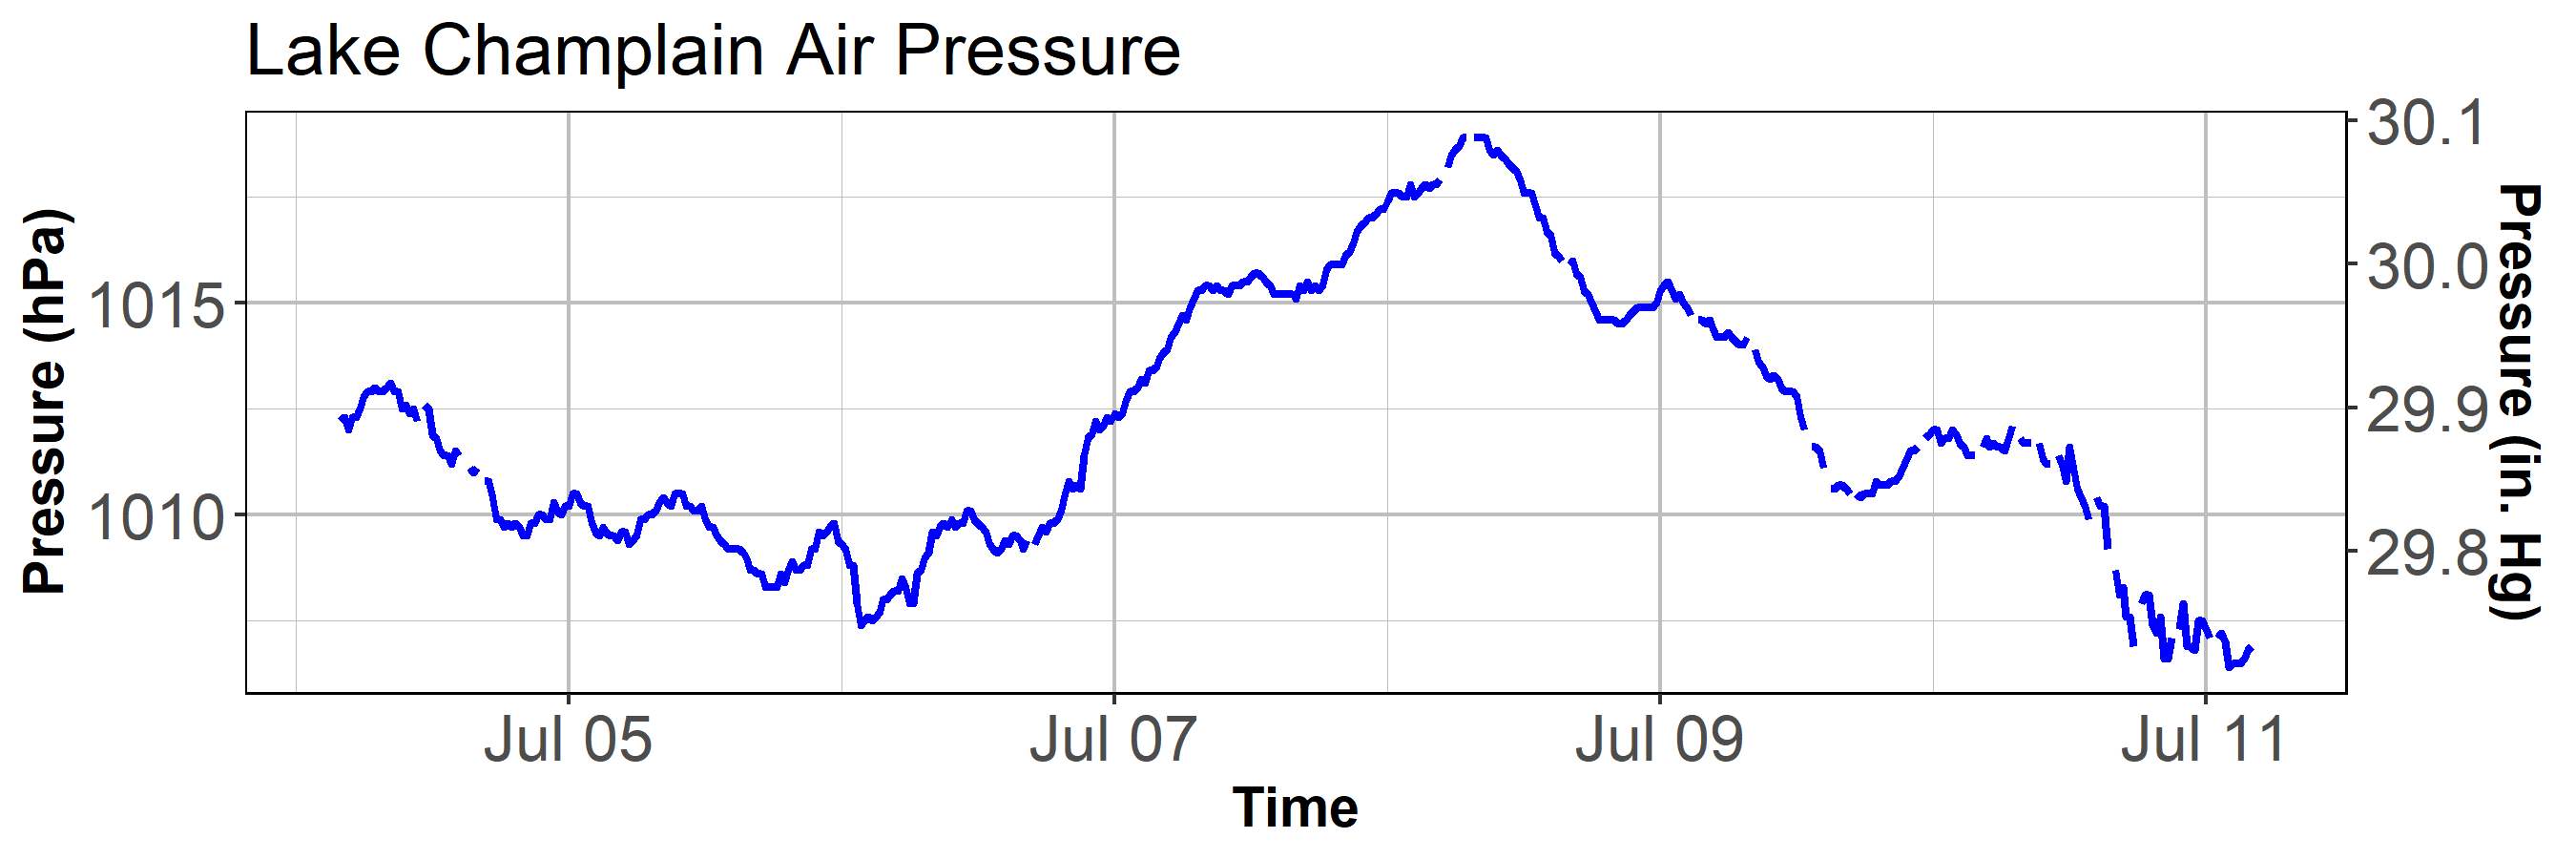 Lake Champlain Air Pressure
Pressure (hPa)
1015
1010
30.1
30.0
29.9
29.8
Pressure (in. Hg)
Jul 05
Jul 07
Jul 09
Jul 11
Time